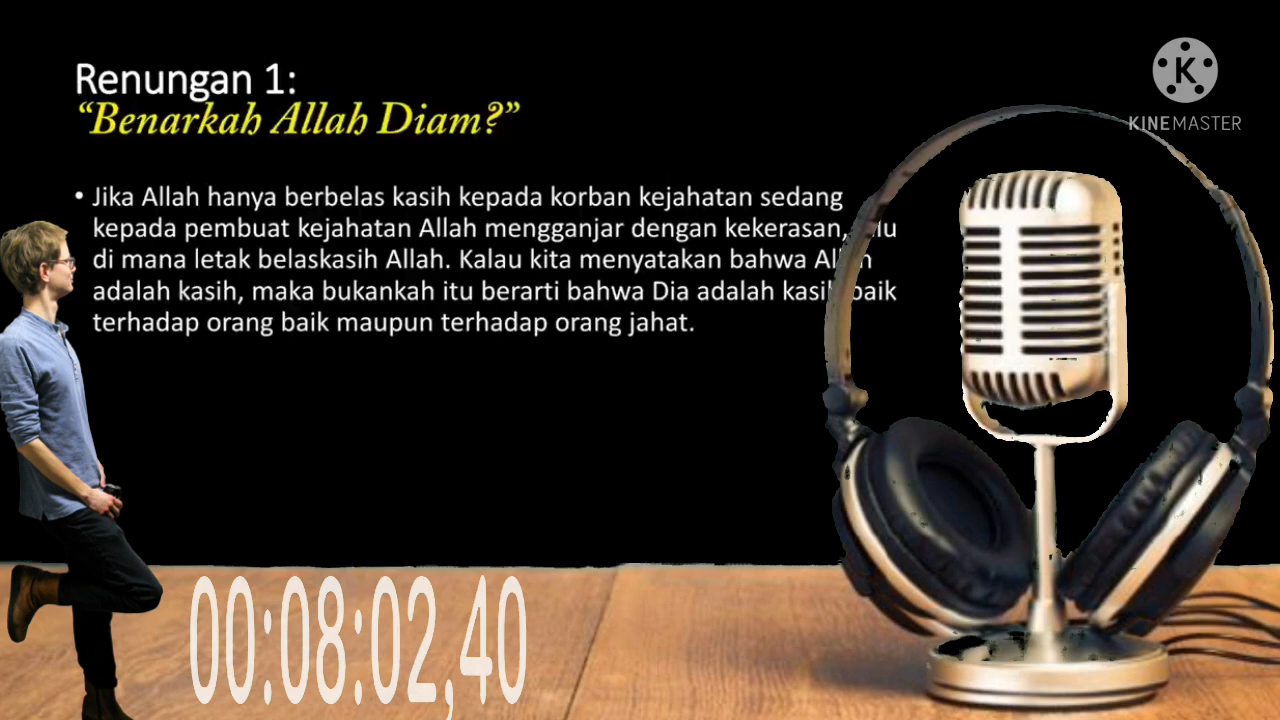 Renungan 1:
“Benarkah Allah Diam?”
• Jika Allah hanya berbelas kasih kepada korban kejahatan sedang
kepada pembuat kejahatan Allah mengganjar dengan kekerasan,
di mana letak belaskasih Allah. Kalau kita menyatakan bahwa
adalah kasih, maka bukankah itu berarti bahwa Dia adalah kasih baik
terhadap orang baik maupun terhadap orang jahat.
K
KINEMASTER
00:08:02,40